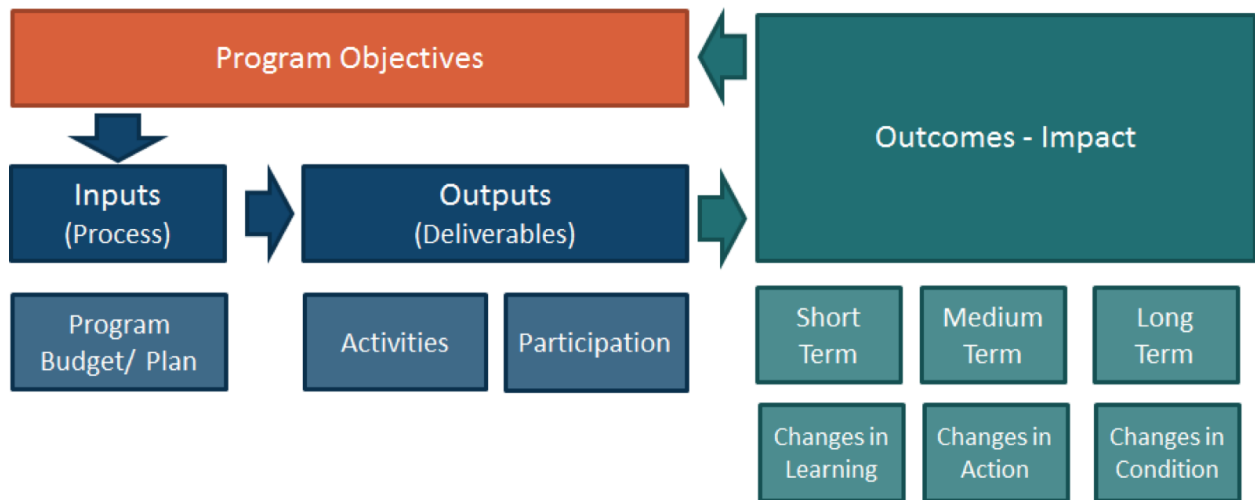 Program Objectives
Outcomes - Impact
Inputs
(Process)
Outputs
(Deliverables)
Program
Budget/ Plan
Activities
Participation
Short
Term
Medium
Term
Long
Term
Changes in
Learning
Changes in
Action
Changes in
Condition